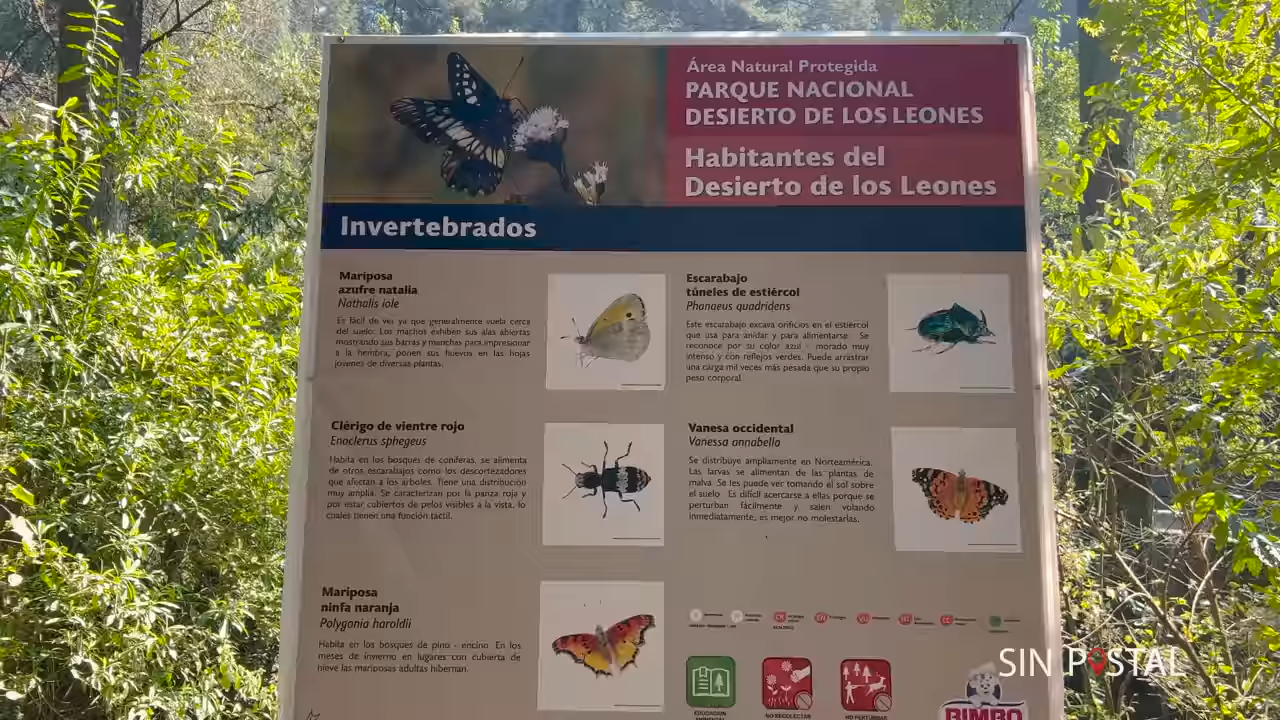 Área Natural Protegida
PARQUE NACIONAL
DESIERTO DE LOS LEONES
Habitantes del
Desierto de los Leones
Invertebrados
Mariposa
azufre natalia
Nathalis iole
Es fácil de ver ya que generalmente vuela cerca
del suelo. Los machos exhiben sus alas abiertas
mostrando sus barras y manchas para impresionar
a la hembra, ponen sus huevos en las hojas
jóvenes de diversas plantas.
Escarabajo
túneles de estiércol
Phanaeus quadridens
Este escarabajo excava orificios en el estiércol
que usa para anidar y para alimentarse. Se
reconoce por su color azul - morado muy
intenso y con reflejos verdes. Puede arrastrar
una carga mil veces más pesada que su propio
peso corporal.
Clérigo de vientre rojo
Enoclerus sphegeus
Habita en los bosques de coníferas, se alimenta
de otros escarabajos como los descortezadores
que afectan a los árboles. Tiene una distribución
muy amplia. Se caracterizan por la panza roja y
por estar cubiertos de pelos visibles a la vista, lo
cuales tienen una función táctil.
Vanesa occidental
Vanessa annabella
Se distribuye ampliamente en Norteamérica.
Las larvas se alimentan de las plantas de
malva. Se les puede ver tomando el sol sobre
el suelo. Es difícil acercarse a ellas porque se
perturban fácilmente y salen volando
inmediatamente, es mejor no molestarlas.
Mariposa
ninfa naranja
Polygonia haroldii
Habita en los bosques de pino - encino. En los
meses de invierno en lugares con cubierta de
nieve las mariposas adultas hibernan.
EDUCACIÓN
AMBIENTAL
NO RECOLECTAR
NO PERTURBAR
BIMBO
SIN POSTAL